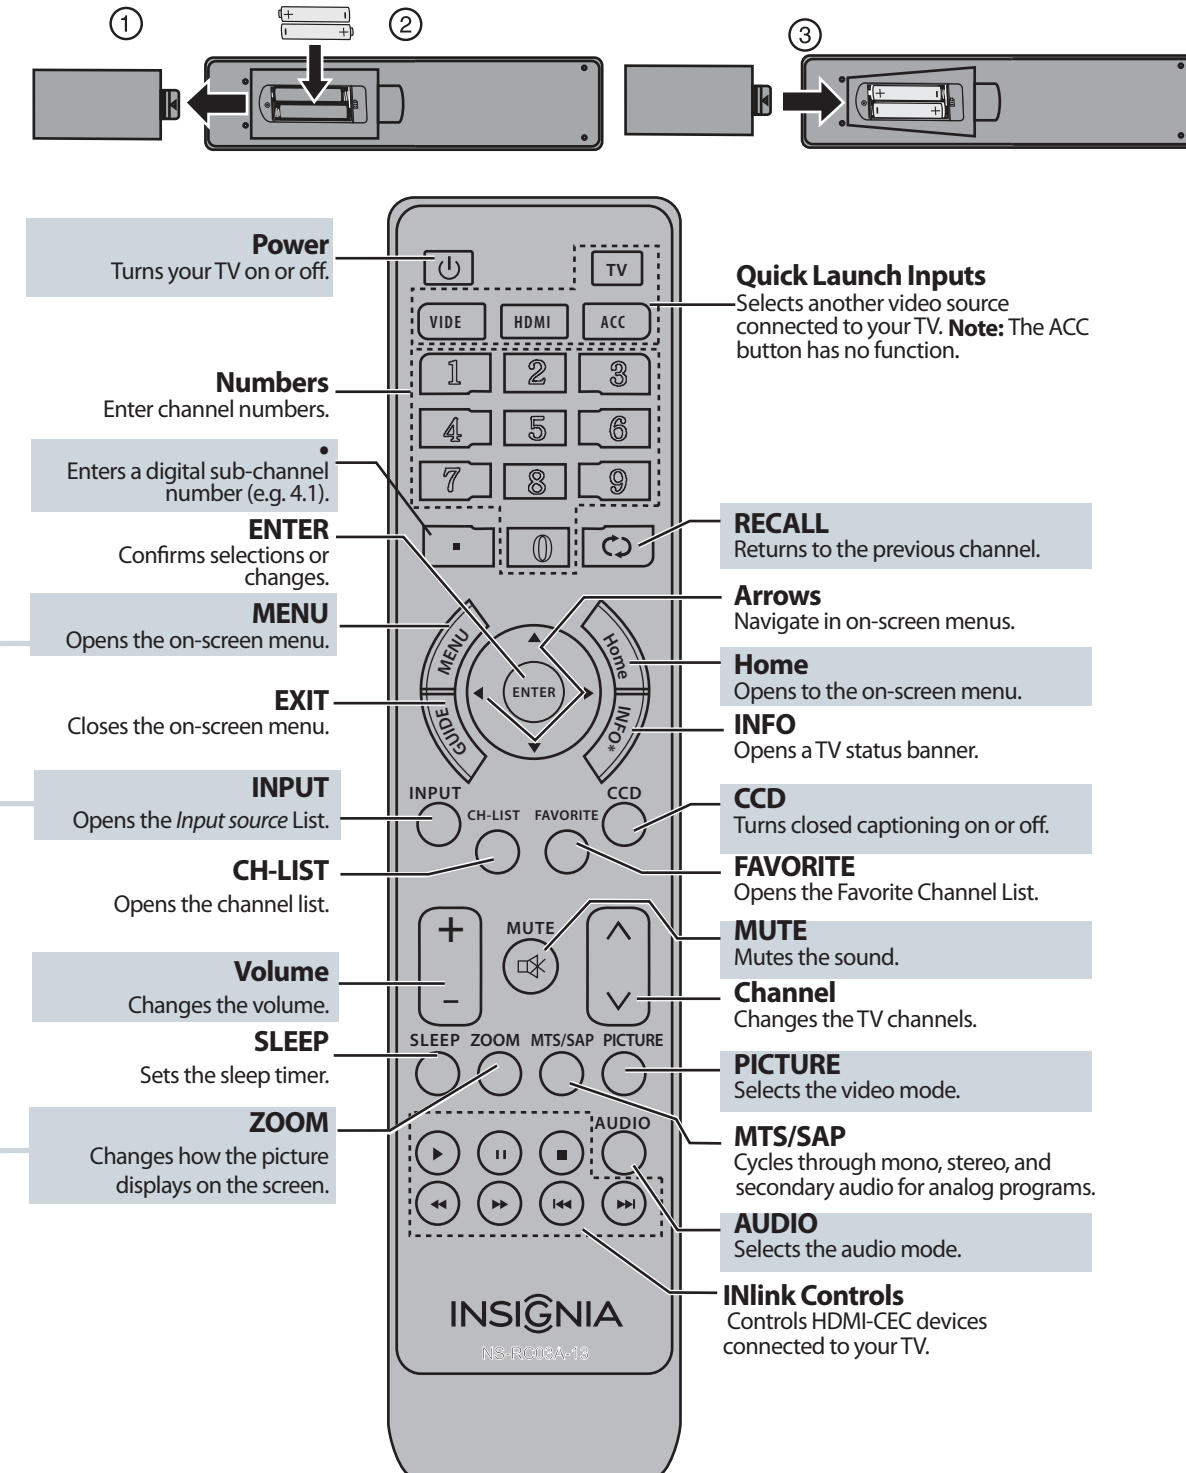 1
2
3
Power
Turns your TV on or off.
Numbers
Enter channel numbers.
•
Enters a digital sub-channel
number (e.g. 4.1).
ENTER
Confirms selections or
changes.
MENU
Opens the on-screen menu.
EXIT
Closes the on-screen menu.
INPUT
Opens the Input source List.
CH-LIST
Opens the channel list.
Volume
Changes the volume.
SLEEP
Sets the sleep timer.
ZOOM
Changes how the picture
displays on the screen.
TV
VIDE HDMI ACC
1 2 3
4 5 6
7 8 9
0
MENU
Home
ENTER
GUIDE
INFO*
INPUT
CCD
CH-LIST FAVORITE
+
MUTE
–
SLEEP ZOOM MTS/SAP PICTURE
AUDIO
INSIGNIA
NS-RC03A-13
Quick Launch Inputs
Selects another video source
connected to your TV. Note: The ACC
button has no function.
RECALL
Returns to the previous channel.
Arrows
Navigate in on-screen menus.
Home
Opens to the on-screen menu.
INFO
Opens a TV status banner.
CCD
Turns closed captioning on or off.
FAVORITE
Opens the Favorite Channel List.
MUTE
Mutes the sound.
Channel
Changes the TV channels.
PICTURE
Selects the video mode.
MTS/SAP
Cycles through mono, stereo, and
secondary audio for analog programs.
AUDIO
Selects the audio mode.
INlink Controls
Controls HDMI-CEC devices
connected to your TV.